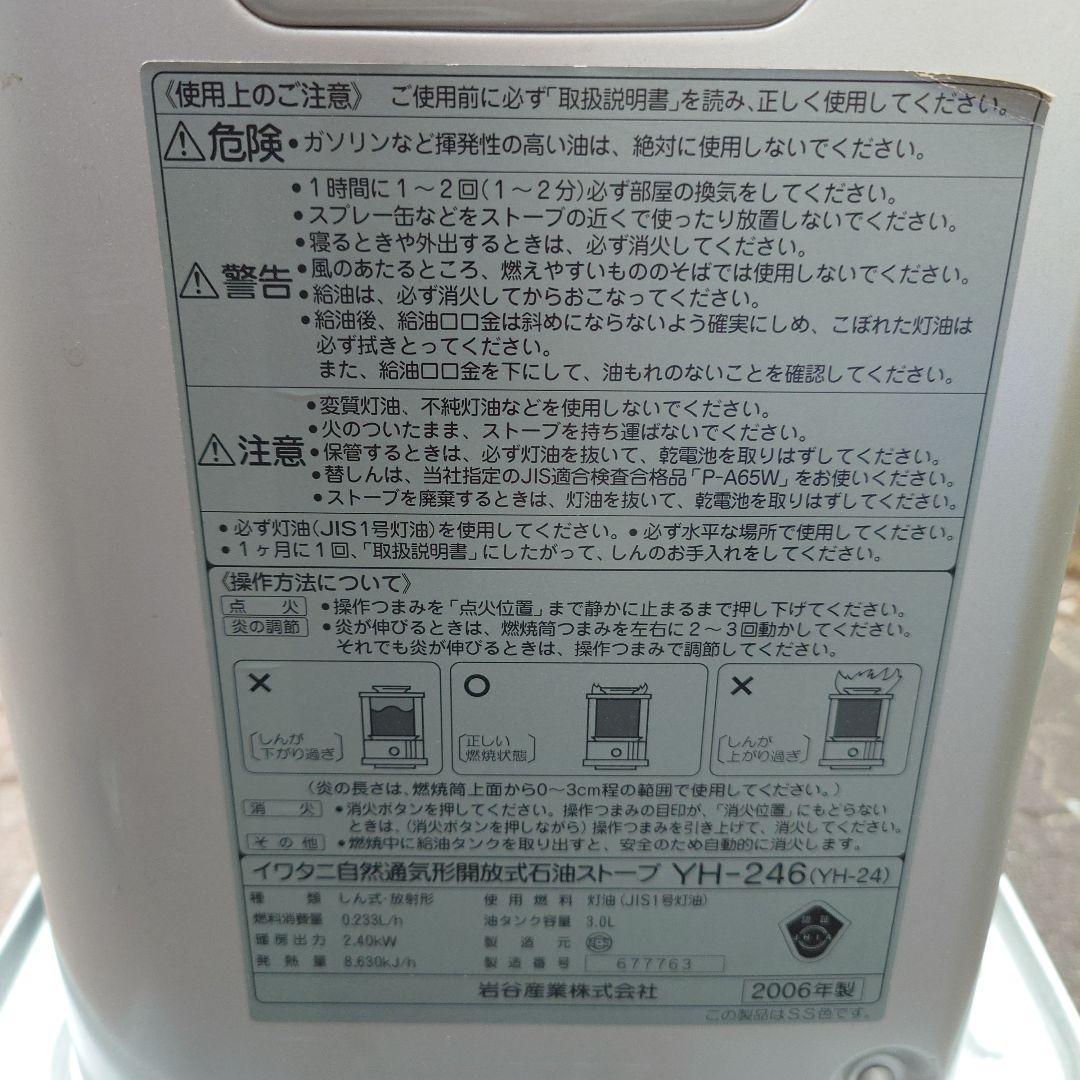 《使用上のご注意》 ご使用前に必ず「取扱説明書」を読み、正しく使用してください。
⚠危険 •ガソリンなど揮発性の高い油は、絶対に使用しないでください。
•1時間に1〜2回(1〜2分)必ず部屋の換気をしてください。
•スプレー缶などをストーブの近くで使ったり放置しないでください。
•寝るときや外出するときは、必ず消火してください。
⚠警告 •風のあたるところ、燃えやすいもののそばでは使用しないでください。
•給油は、必ず消火してからおこなってください。
•給油後、給油口口金は斜めにならないよう確実にしめ、こぼれた灯油は
必ず拭きとってください。
また、給油口口金を下にして、油もれのないことを確認してください。
•変質灯油、不純灯油などを使用しないでください。
•火のついたまま、ストーブを持ち運ばないでください。
⚠注意 •保管するときは、必ず灯油を抜いて、乾電池を取りはずしてください。
•替しんは、当社指定のJIS適合検査合格品「P-A65W」をお使いください。
•ストーブを廃棄するときは、灯油を抜いて、乾電池を取りはずしてください。
•必ず灯油(JIS1号灯油)を使用してください。•必ず水平な場所で使用してください。
•1ヶ月に1回、「取扱説明書」にしたがって、しんのお手入れをしてください。
《操作方法について》
点火 •操作つまみを「点火位置」まで静かに止まるまで押し下げてください。
炎の調節 •炎が伸びるときは、燃焼筒つまみを左右に2〜3回動かしてください。
それでも炎が伸びるときは、操作つまみで調節してください。
× ○ ×
しんが 正しい しんが
下がり過ぎ 燃焼状態 上がり過ぎ
(炎の長さは、燃焼筒上面から0〜3cm程の範囲で使用してください。)
消火 •消火ボタンを押してください。操作つまみの目印が、「消火位置」にもどらない
ときは、(消火ボタンを押しながら)操作つまみを引き上げて、消火してください。
その他 •燃焼中に給油タンクを取り出すと、安全のため自動的に消火します。
イワタニ自然通気形開放式石油ストーブ YH-246(YH-24)
種類 しん式・放射形 使用燃料 灯油(JIS1号灯油)
燃料消費量 0.233L/h 油タンク容量 3.0L
暖房出力 2.40kW 製造元
発熱量 8.630kJ/h 製造番号 677763
認証
JHIA
岩谷産業株式会社 2006年製
この製品はSS色です。